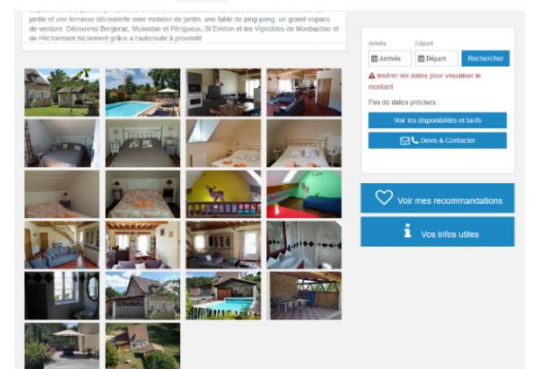 jardin et une terrasse découverte avec mobilier de jardin, une table de ping-pong, un grand espace
de verdure. Découvrez Bergerac, Mussidan et Périgueux, St Emilion et les Vignobles de Monbazillac et
de Pécharmant facilement grâce a l'autoroute à proximité.
Arrivée Départ
Arrivée Départ Rechercher
Insérer les dates pour visualiser le
montant
Pas de dates précises :
Voir les disponibilités et tarifs
Devis & Contacter
Voir mes recommandations
Vos infos utiles